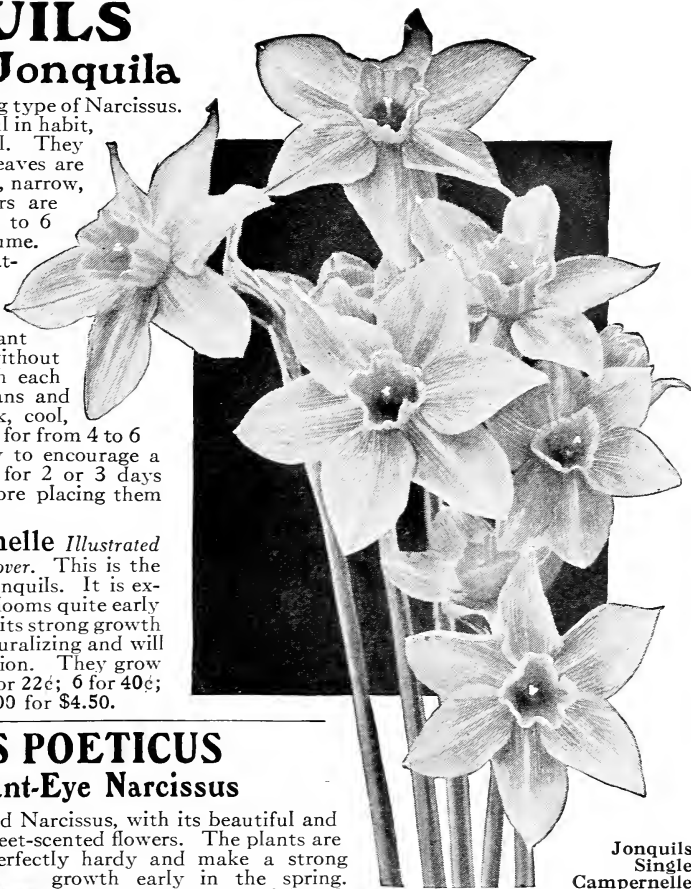 UILS
Jonquila
g type of Narcissus.
l in habit,
l. They
eaves are
, narrow,
rs are
to 6
ume.
at-
ant
ithout
n each
ans and
k, cool,
for from 4 to 6
y to encourage a
for 2 or 3 days
ore placing them
nelle Illustrated
over. This is the
nquils. It is ex-
looms quite early
its strong growth
uralizing and will
ion. They grow
or 22¢; 6 for 40¢;
00 for $4.50.
S POETICUS
ant-Eye Narcissus
d Narcissus, with its beautiful and
eet-scented flowers. The plants are
erfectly hardy and make a strong
growth early in the spring.
Jonquils
Single
Campernelle